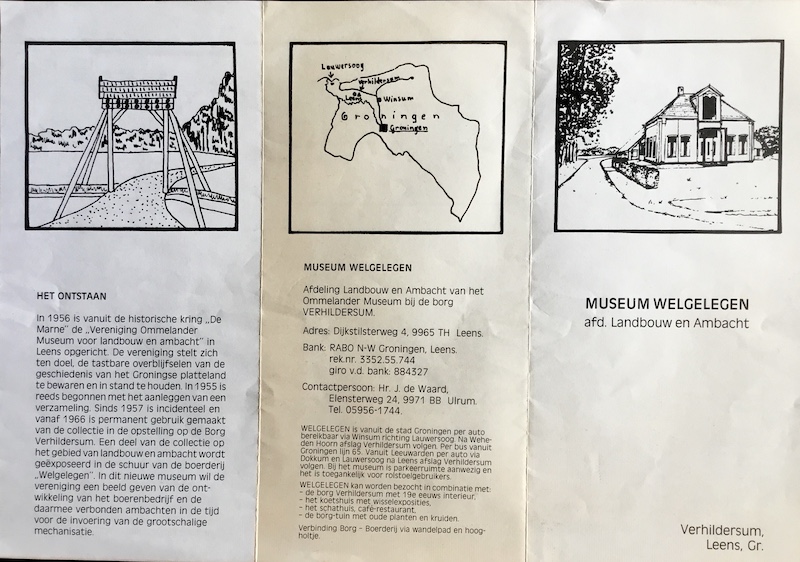 HET ONTSTAAN
In 1956 is vanuit de historische kring „De
Marne” de „Vereniging Ommelander
Museum voor landbouw en ambacht” in
Leens opgericht. De vereniging stelt zich
ten doel, de tastbare overblijfselen van de
geschiedenis van het Groningse platteland
te bewaren en in stand te houden. In 1955 is
reeds begonnen met het aanleggen van een
verzameling. Sinds 1957 is incidenteel en
vanaf 1966 is permanent gebruik gemaakt
van de collectie in de opstelling op de Borg
Verhildersum. Een deel van de collectie op
het gebied van landbouw en ambacht wordt
geëxposeerd in de schuur van de boerderij
„Welgelegen”. In dit nieuwe museum wil de
vereniging een beeld geven van de ont-
wikkeling van het boerenbedrijf en de
daarmee verbonden ambachten in de tijd
voor de invoering van de grootschalige
mechanisatie.
Lauwersoog
Verhildersum
Leens
Winsum
Groningen
Groningen
MUSEUM WELGELEGEN
Afdeling Landbouw en Ambacht van het
Ommelander Museum bij de borg
VERHILDERSUM.
Adres: Dijkstilsterweg 4, 9965 TH Leens.
Bank: RABO N-W Groningen, Leens.
rek.nr. 3352.55.744
giro v.d. bank: 884327
Contactpersoon: Hr. J. de Waard,
Elensterweg 24, 9971 BB Ulrum.
Tel. 05956-1744.
WELGELEGEN is vanuit de stad Groningen per auto
bereikbaar via Winsum richting Lauwersoog. Na Wehe-
den Hoorn afslag Verhildersum volgen. Per bus vanuit
Groningen lijn 65. Vanuit Leeuwarden per auto via
Dokkum en Lauwersoog na Leens afslag Verhildersum
volgen. Bij het museum is parkeerruimte aanwezig en
het is toegankelijk voor rolstoelgebruikers.
WELGELEGEN kan worden bezocht in combinatie met:
– de borg Verhildersum met 19e eeuws interieur,
– het koetshuis met wisselexposities,
– het schathuis, café-restaurant,
– de borg-tuin met oude planten en kruiden.
Verbinding Borg – Boerderij via wandelpad en hoog-
holtje.
MUSEUM WELGELEGEN
afd. Landbouw en Ambacht
Verhildersum,
Leens, Gr.